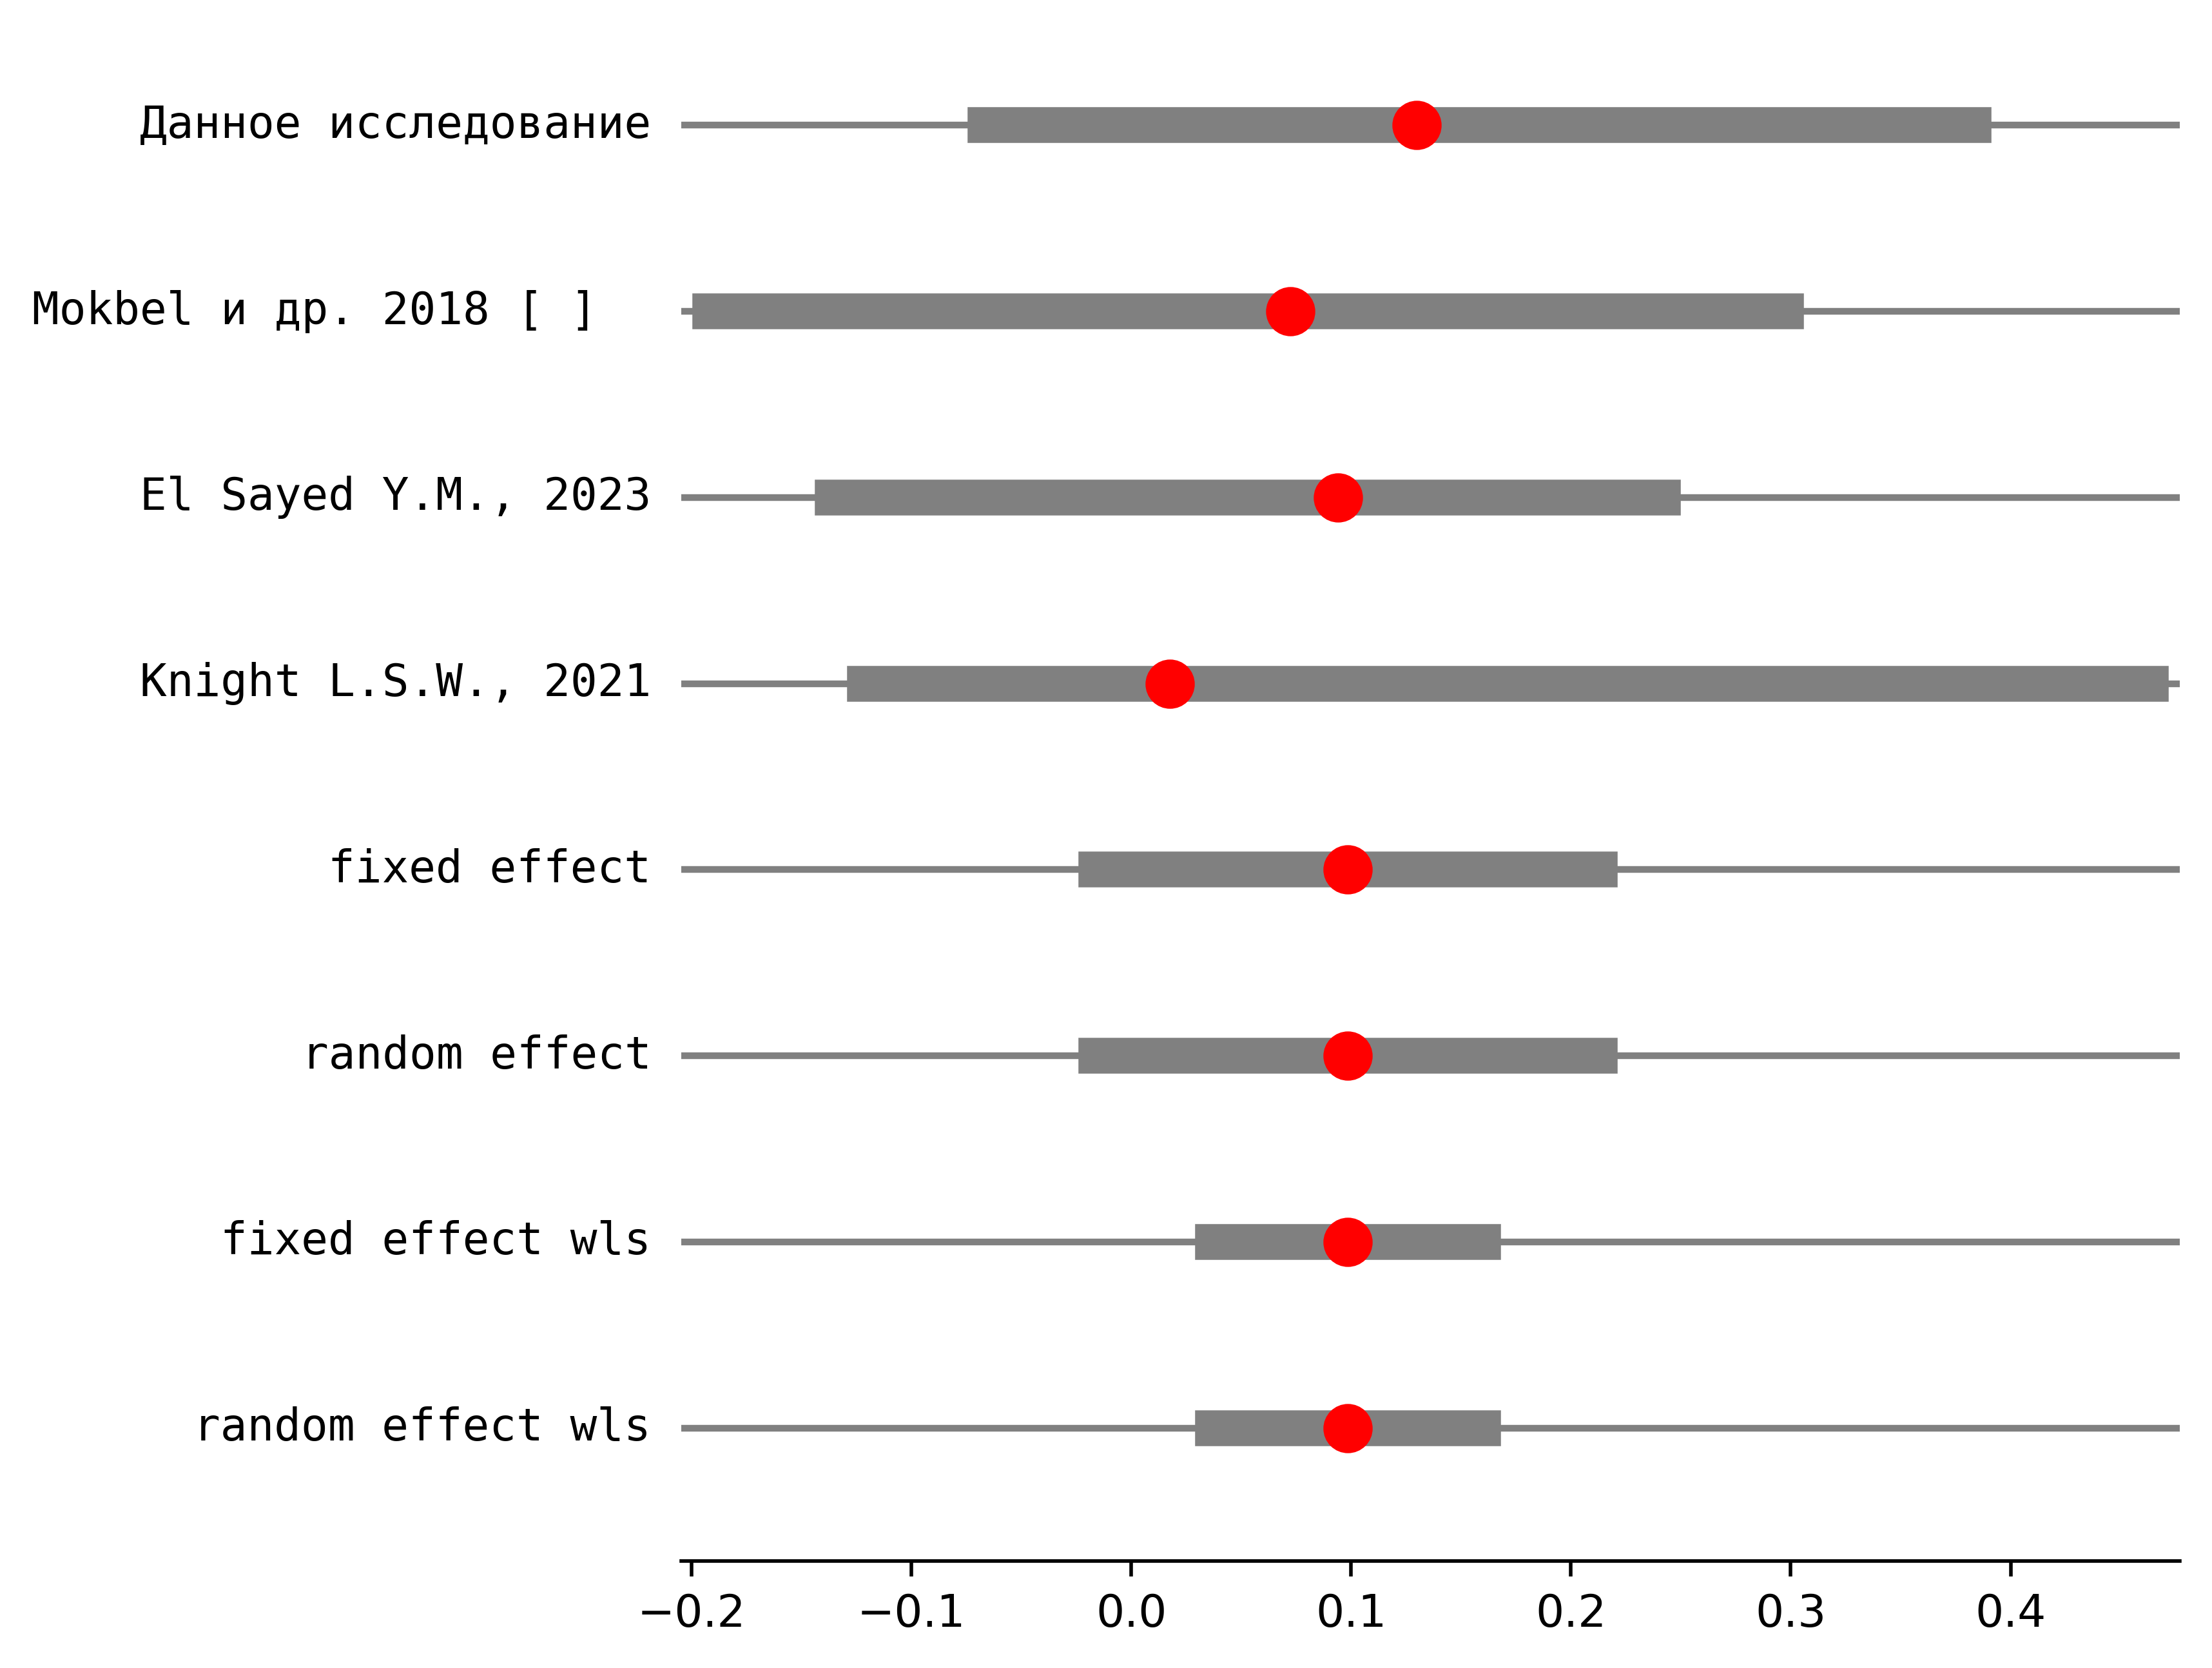 Данное исследование
Mokbel и др. 2018 [ ]
El Sayed Y.M., 2023
Knight L.S.W., 2021
fixed effect
random effect
fixed effect wls
random effect wls
−0.2 −0.1 0.0 0.1 0.2 0.3 0.4